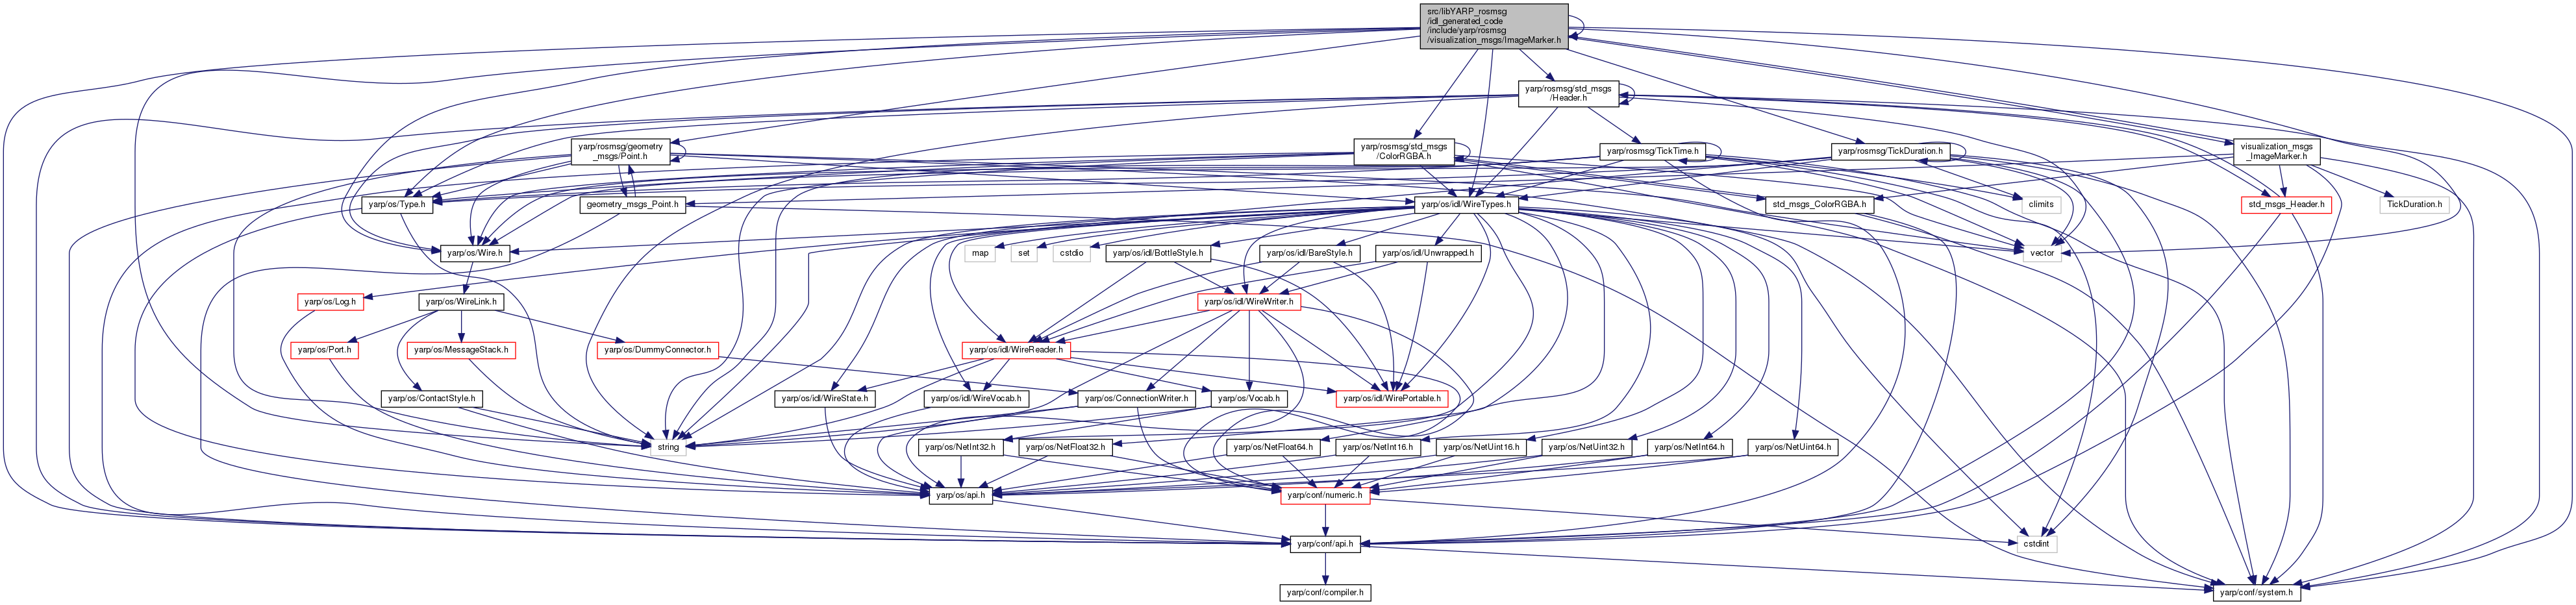 src/libYARP_rosmsg
/idl_generated_code
/include/yarp/rosmsg
/visualization_msgs/ImageMarker.h
yarp/rosmsg/std_msgs
/Header.h
yarp/rosmsg/geometry
_msgs/Point.h
yarp/rosmsg/std_msgs
/ColorRGBA.h
yarp/rosmsg/TickTime.h
yarp/rosmsg/TickDuration.h
visualization_msgs
_ImageMarker.h
yarp/os/Type.h
geometry_msgs_Point.h
yarp/os/idl/WireTypes.h
std_msgs_ColorRGBA.h
climits
std_msgs_Header.h
TickDuration.h
yarp/os/Wire.h
map
set
cstdio
yarp/os/idl/BottleStyle.h
yarp/os/idl/BareStyle.h
yarp/os/idl/Unwrapped.h
vector
yarp/os/Log.h
yarp/os/WireLink.h
yarp/os/idl/WireWriter.h
yarp/os/Port.h
yarp/os/MessageStack.h
yarp/os/DummyConnector.h
yarp/os/idl/WireReader.h
yarp/os/ContactStyle.h
yarp/os/idl/WireState.h
yarp/os/idl/WireVocab.h
yarp/os/ConnectionWriter.h
yarp/os/Vocab.h
yarp/os/idl/WirePortable.h
string
yarp/os/NetInt32.h
yarp/os/NetFloat32.h
yarp/os/NetFloat64.h
yarp/os/NetInt16.h
yarp/os/NetUint16.h
yarp/os/NetUint32.h
yarp/os/NetInt64.h
yarp/os/NetUint64.h
yarp/os/api.h
yarp/conf/numeric.h
yarp/conf/api.h
cstdint
yarp/conf/compiler.h
yarp/conf/system.h